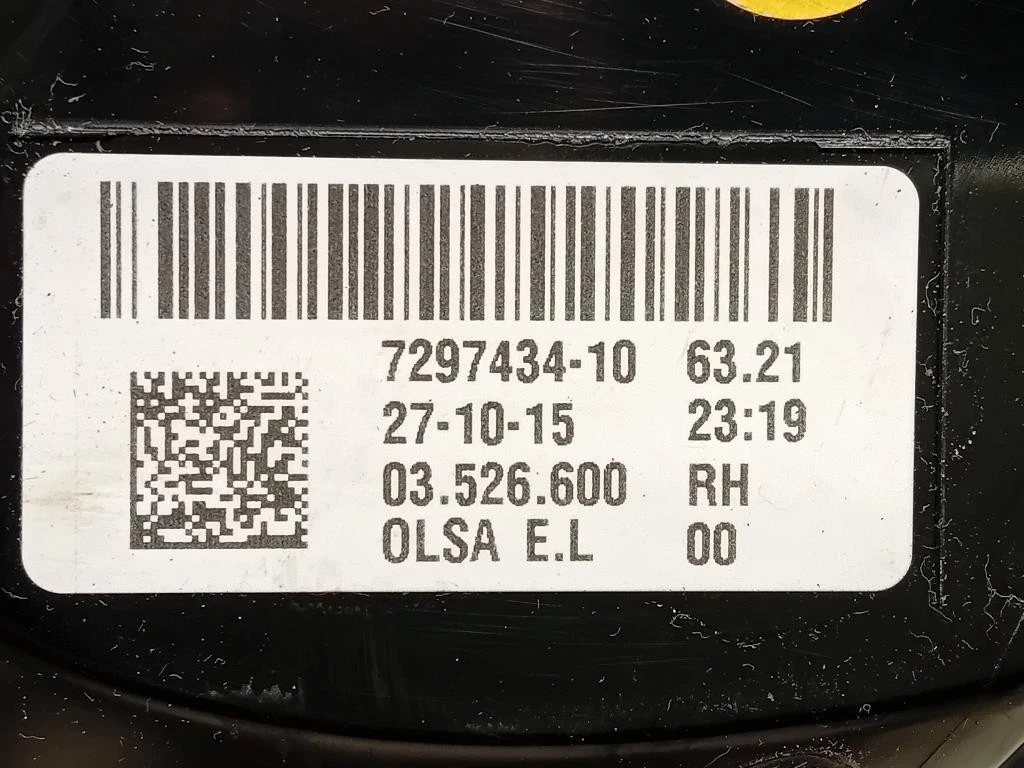 7297434-10 63.21
27-10-15 23:19
03.526.600 RH
OLSA E.L 00